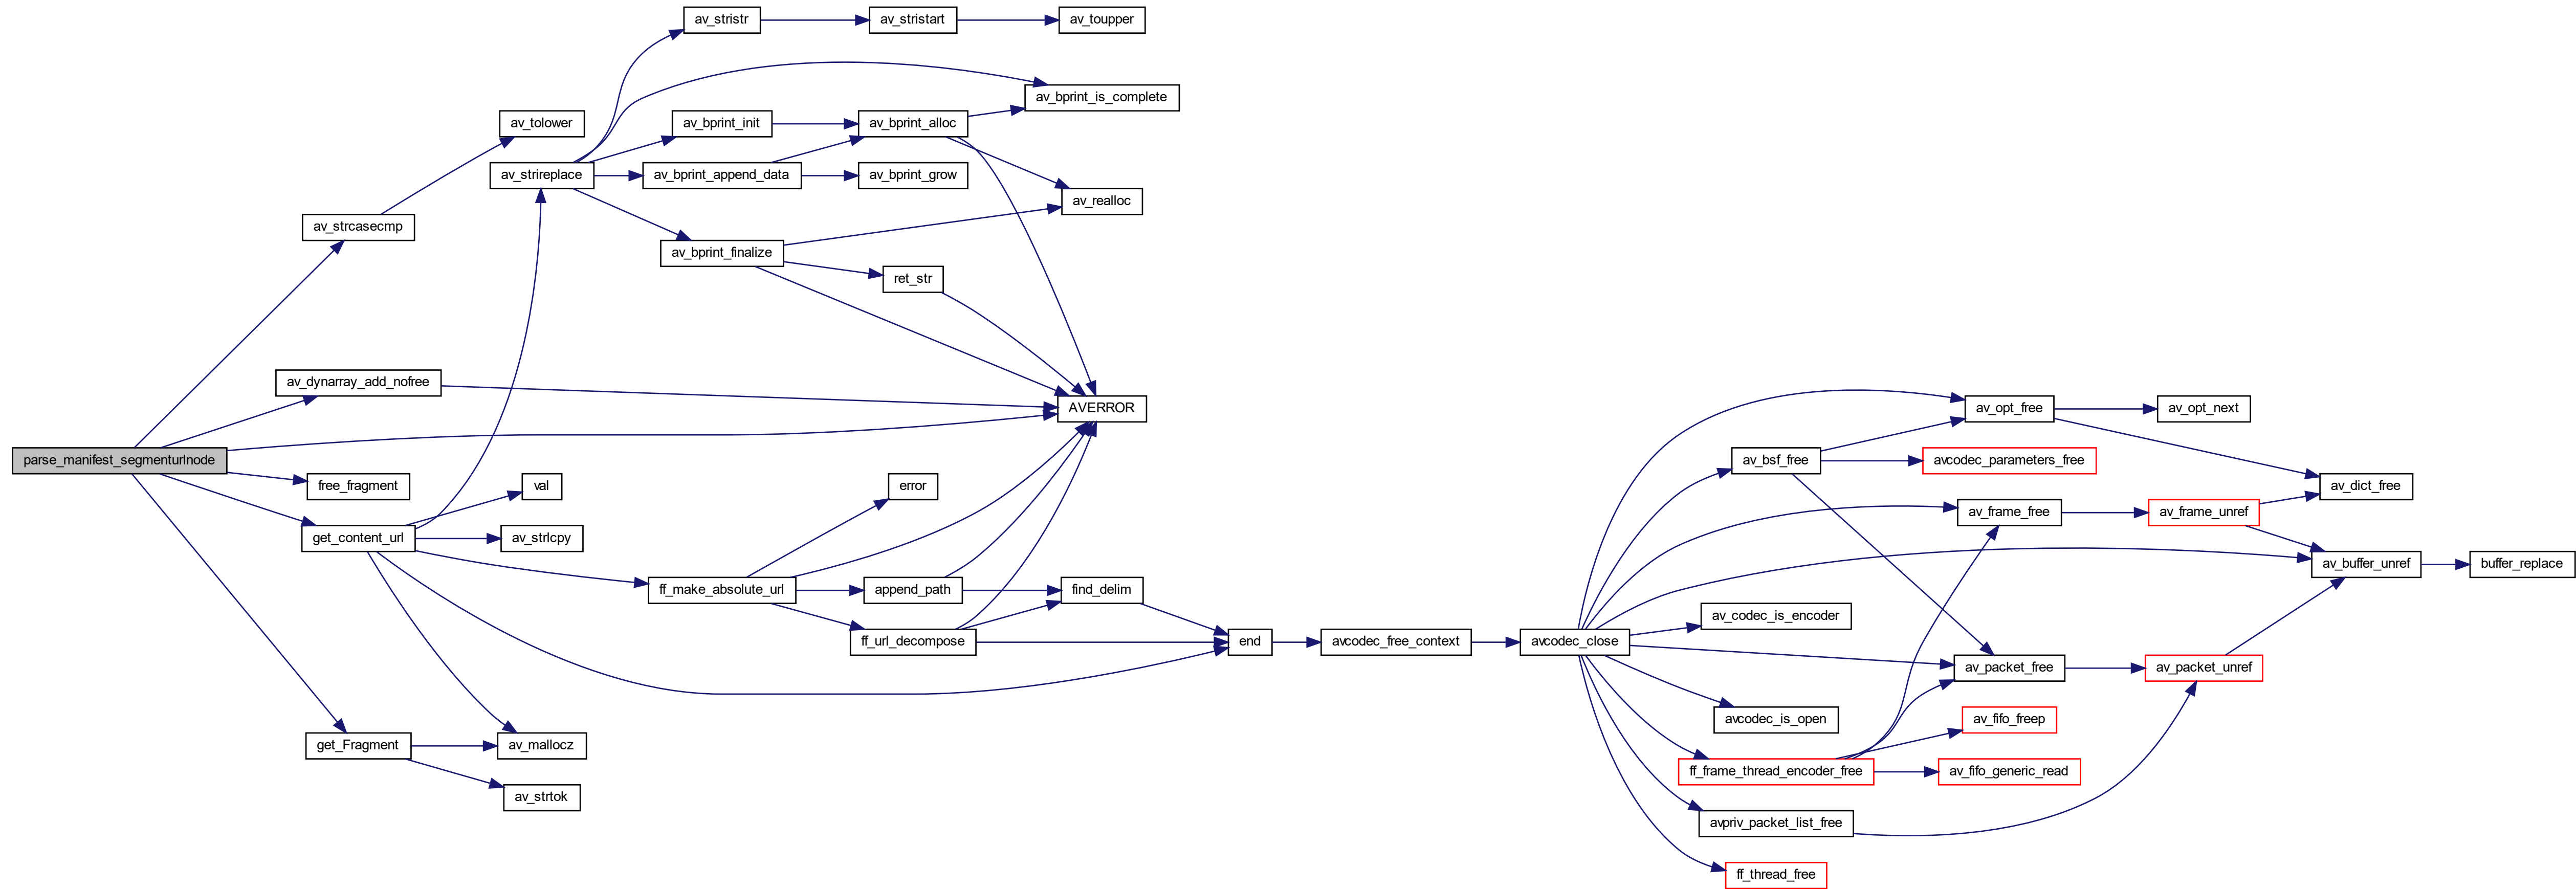 parse_manifest_segmenturlnode
av_strcasecmp
av_tolower
av_dynarray_add_nofree
free_fragment
get_content_url
get_Fragment
av_strireplace
val
av_strlcpy
av_mallocz
av_strtok
av_stristr
av_stristart
av_toupper
av_bprint_init
av_bprint_append_data
av_bprint_finalize
av_bprint_alloc
av_bprint_grow
av_bprint_is_complete
av_realloc
ret_str
AVERROR
ff_make_absolute_url
error
append_path
ff_url_decompose
find_delim
end
avcodec_free_context
avcodec_close
av_bsf_free
av_codec_is_encoder
avcodec_is_open
ff_frame_thread_encoder_free
avpriv_packet_list_free
ff_thread_free
av_opt_free
avcodec_parameters_free
av_frame_free
av_packet_free
av_fifo_freep
av_fifo_generic_read
av_opt_next
av_frame_unref
av_packet_unref
av_dict_free
av_buffer_unref
buffer_replace